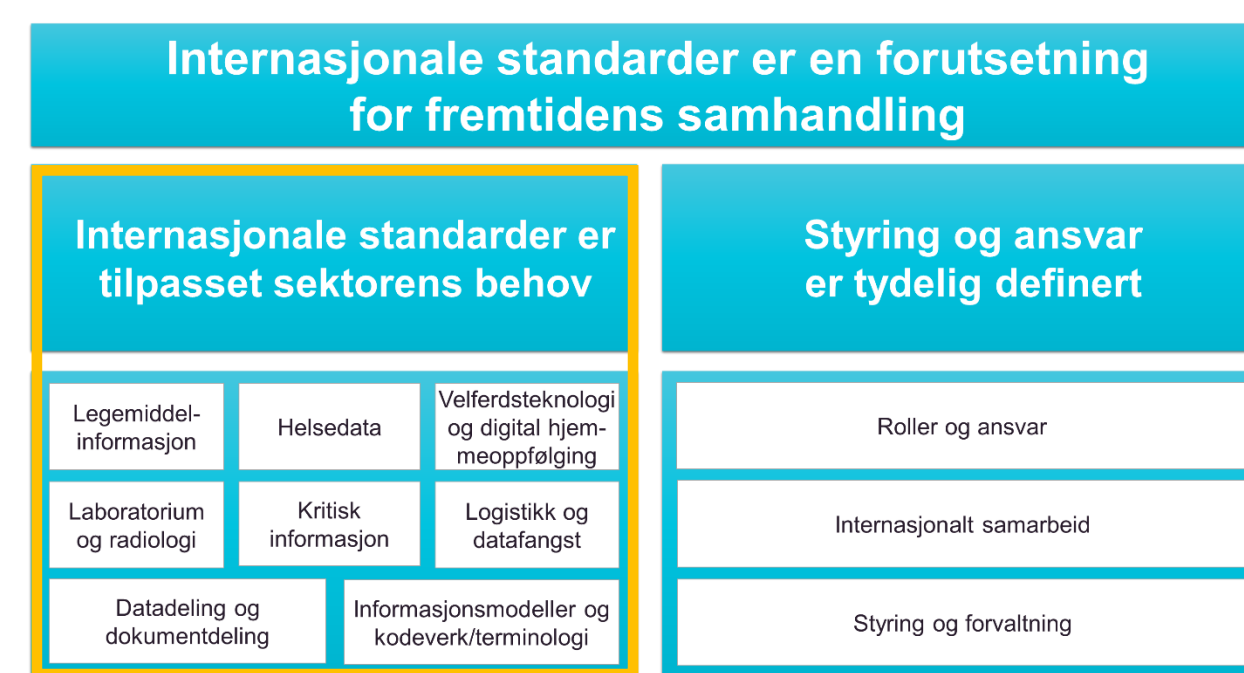 Internasjonale standarder er en forutsetning
for fremtidens samhandling
Internasjonale standarder er
tilpasset sektorens behov
Styring og ansvar
er tydelig definert
Legemiddel-
informasjon
Helsedata
Velferdsteknologi
og digital hjem-
meoppfølging
Laboratorium
og radiologi
Kritisk
informasjon
Logistikk og
datafangst
Datadeling og
dokumentdeling
Informasjonsmodeller og
kodeverk/terminologi
Roller og ansvar
Internasjonalt samarbeid
Styring og forvaltning